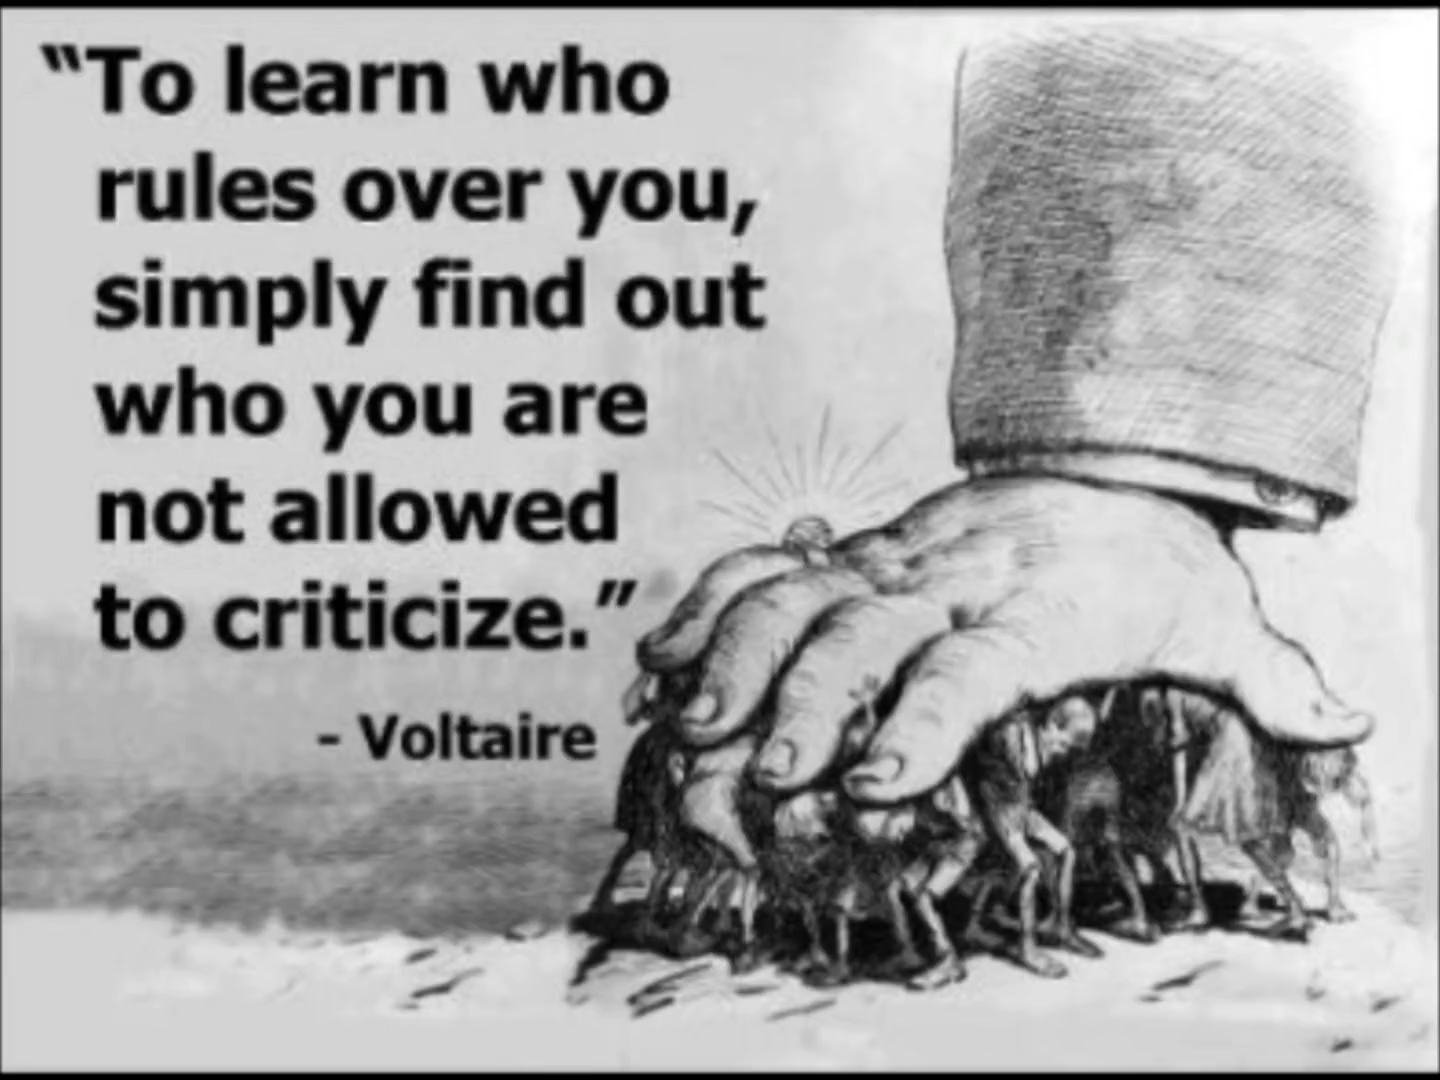 “To learn who
rules over you,
simply find out
who you are
not allowed
to criticize.”
- Voltaire